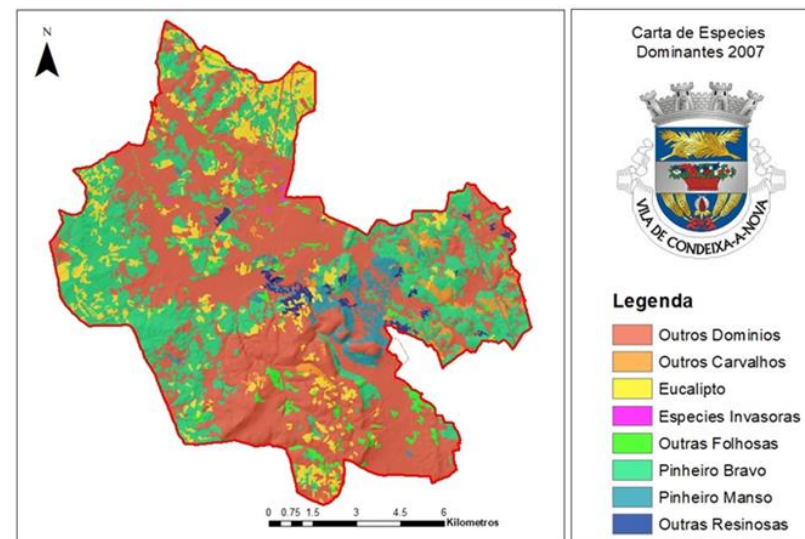 N
0 0.75 1.5 3 4.5 6
Kilometros
Carta de Especies
Dominantes 2007
VILA DE CONDEIXA-A-NOVA
Legenda
Outros Dominios
Outros Carvalhos
Eucalipto
Especies Invasoras
Outras Folhosas
Pinheiro Bravo
Pinheiro Manso
Outras Resinosas